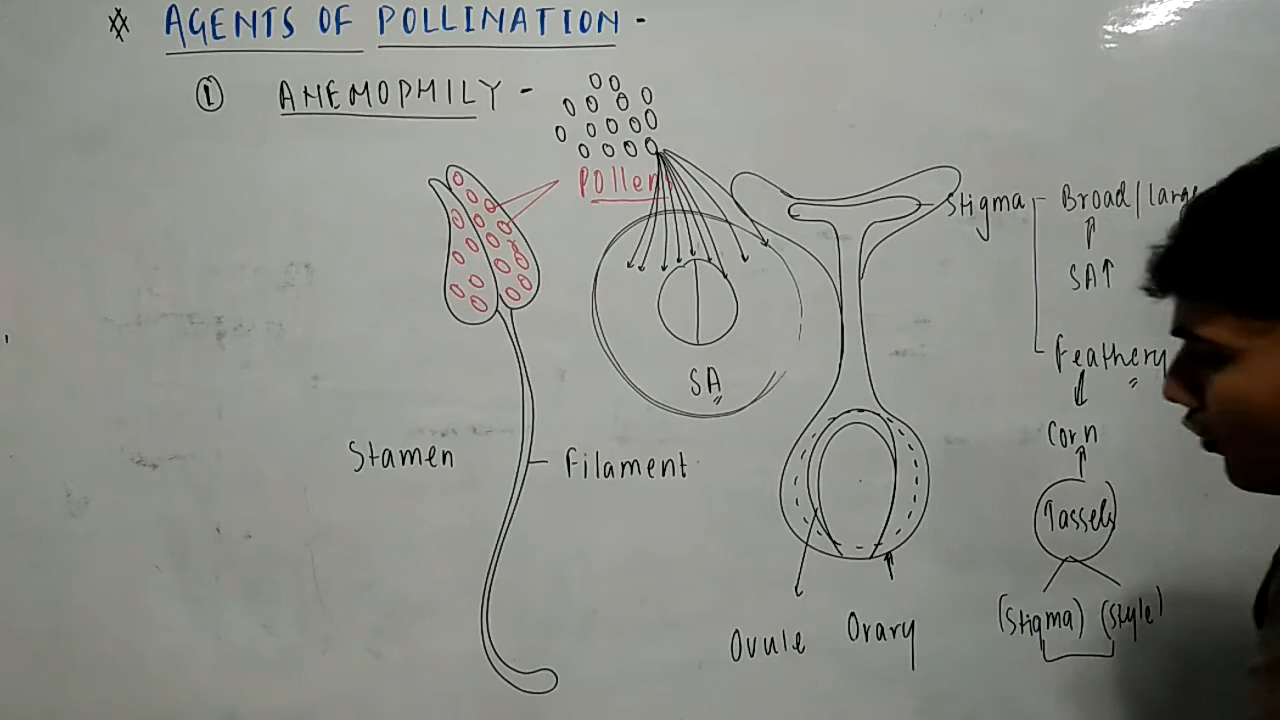 AGENTS OF POLLINATION -
① ANEMOPHILY -
Pollen
Stigma
Broad/Larg
SA↑
SA
Feathery
Corn
Tassels
(Stigma) (Style)
Stamen
Filament
Ovule
Ovary